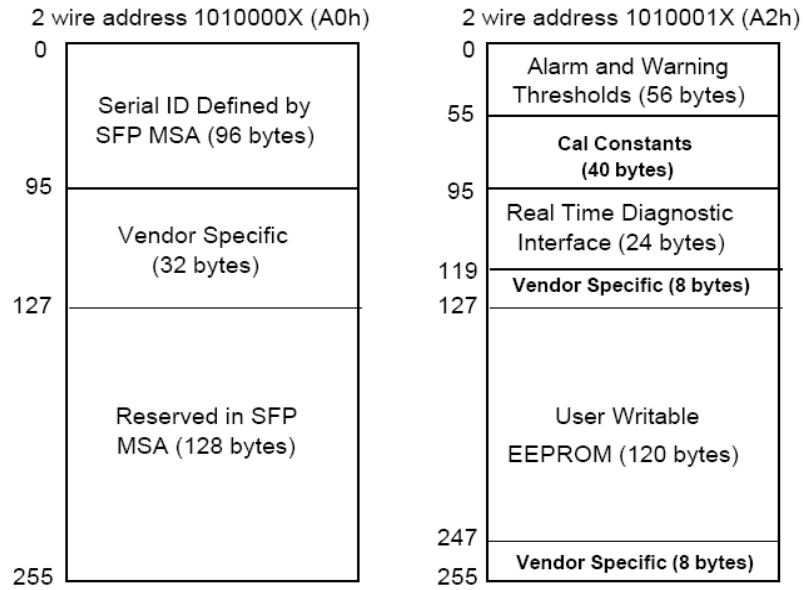 2 wire address 1010000X (A0h)
0
Serial ID Defined by
SFP MSA (96 bytes)
95
Vendor Specific
(32 bytes)
127
Reserved in SFP
MSA (128 bytes)
255
2 wire address 1010001X (A2h)
0
Alarm and Warning
Thresholds (56 bytes)
55
Cal Constants
(40 bytes)
95
Real Time Diagnostic
Interface (24 bytes)
119
Vendor Specific (8 bytes)
127
User Writable
EEPROM (120 bytes)
247
Vendor Specific (8 bytes)
255